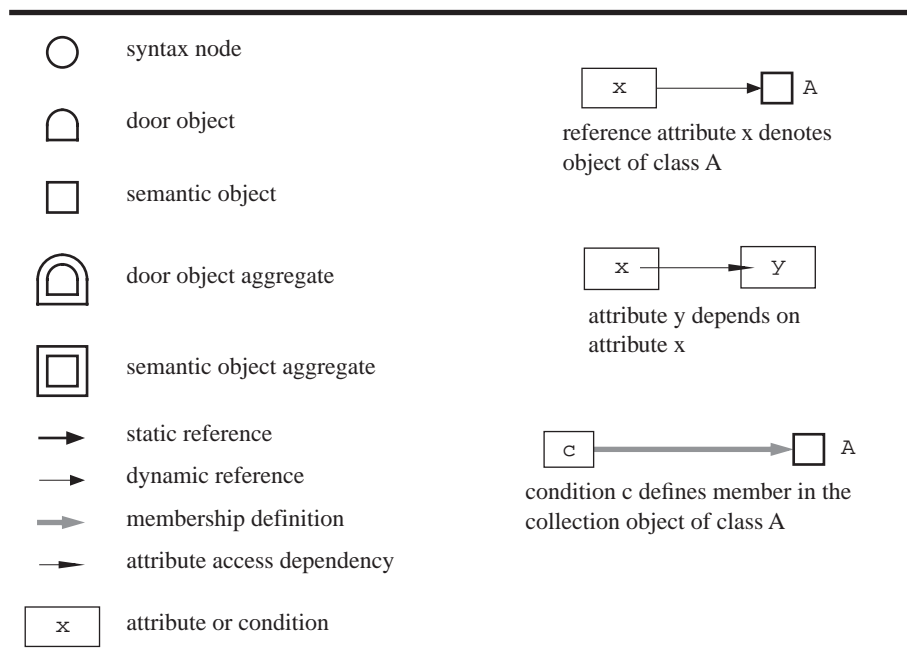 syntax node
door object
semantic object
door object aggregate
semantic object aggregate
static reference
dynamic reference
membership definition
attribute access dependency
x
attribute or condition
x
A
reference attribute x denotes
object of class A
x
y
attribute y depends on
attribute x
c
A
condition c defines member in the
collection object of class A